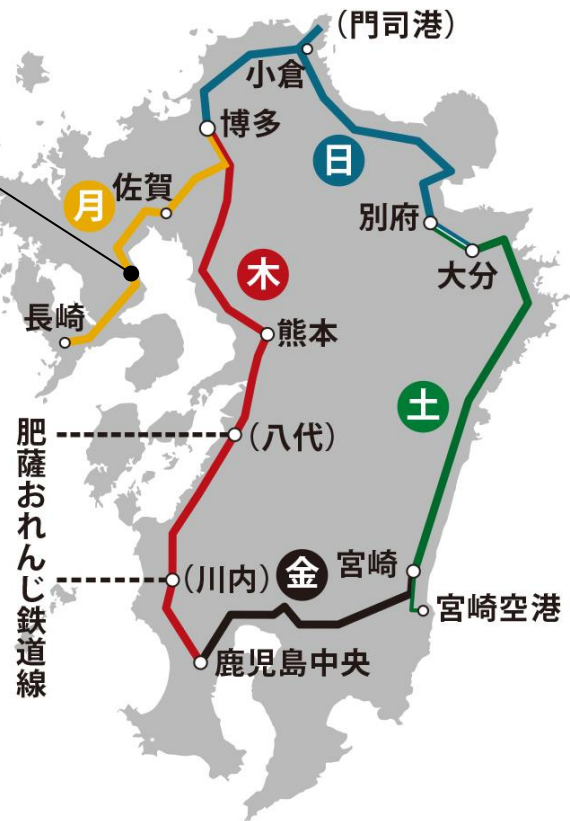 (門司港)
小倉
博多
日
佐賀
月
別府
大分
木
長崎
熊本
土
(八代)
肥薩おれんじ鉄道線
(川内)
金
宮崎
宮崎空港
鹿児島中央